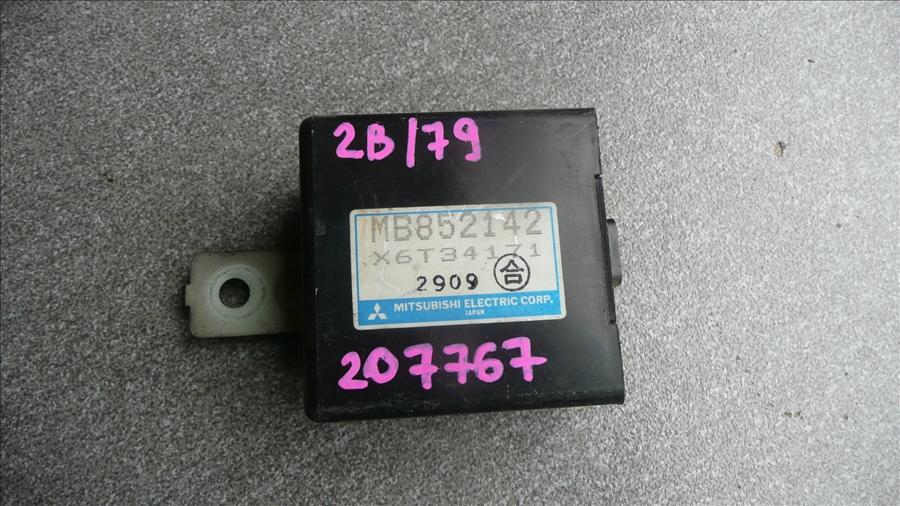 2B/79
MB852142
X6T34171
2909 合
MITSUBISHI ELECTRIC CORP.
JAPAN
207767